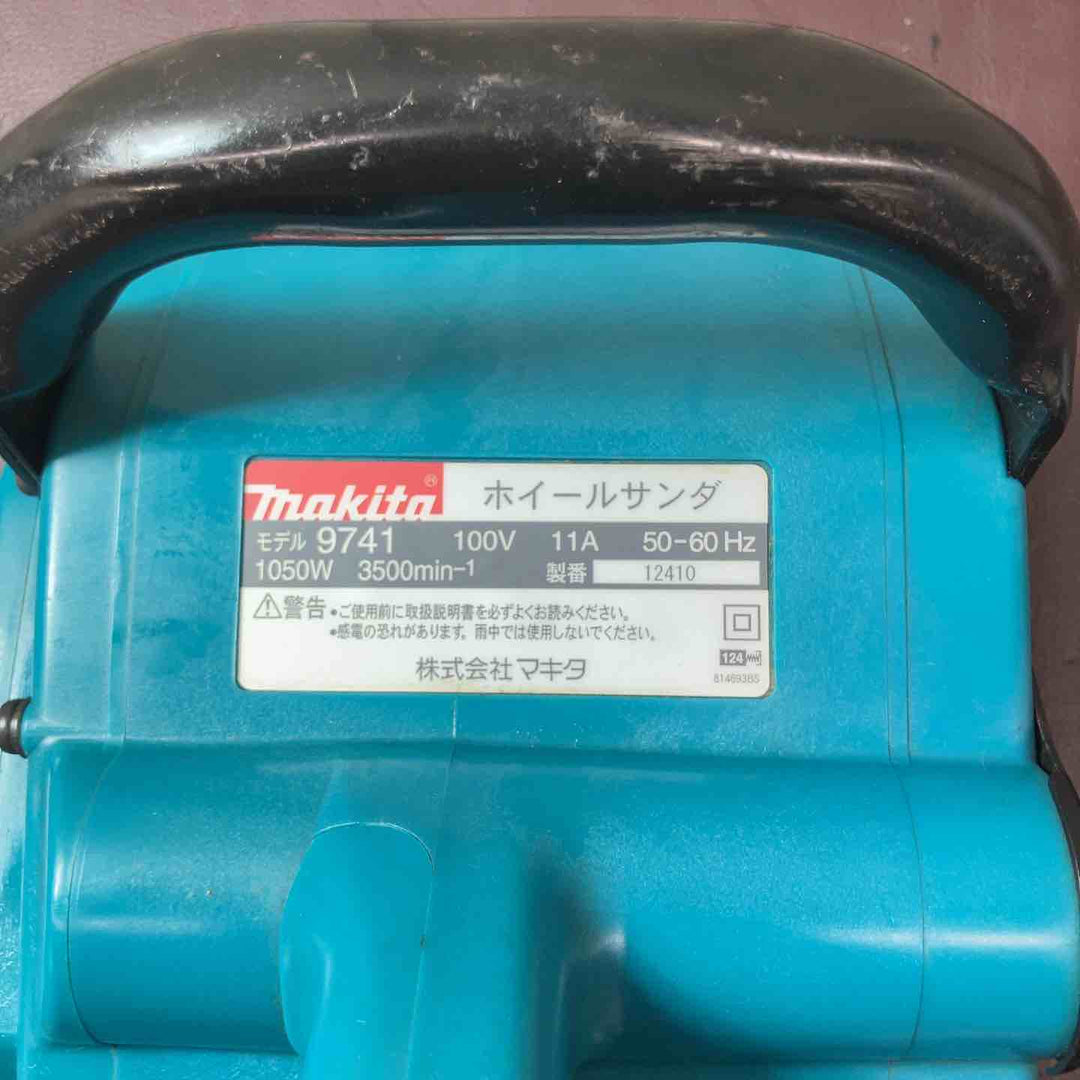 makita® ホイールサンダ
モデル 9741 100V 11A 50-60Hz
1050W 3500min-1 製番 12410
⚠警告 •ご使用前に取扱説明書を必ずよくお読みください。
•感電の恐れがあります。雨中では使用しないでください。
124
株式会社マキタ
814693B5